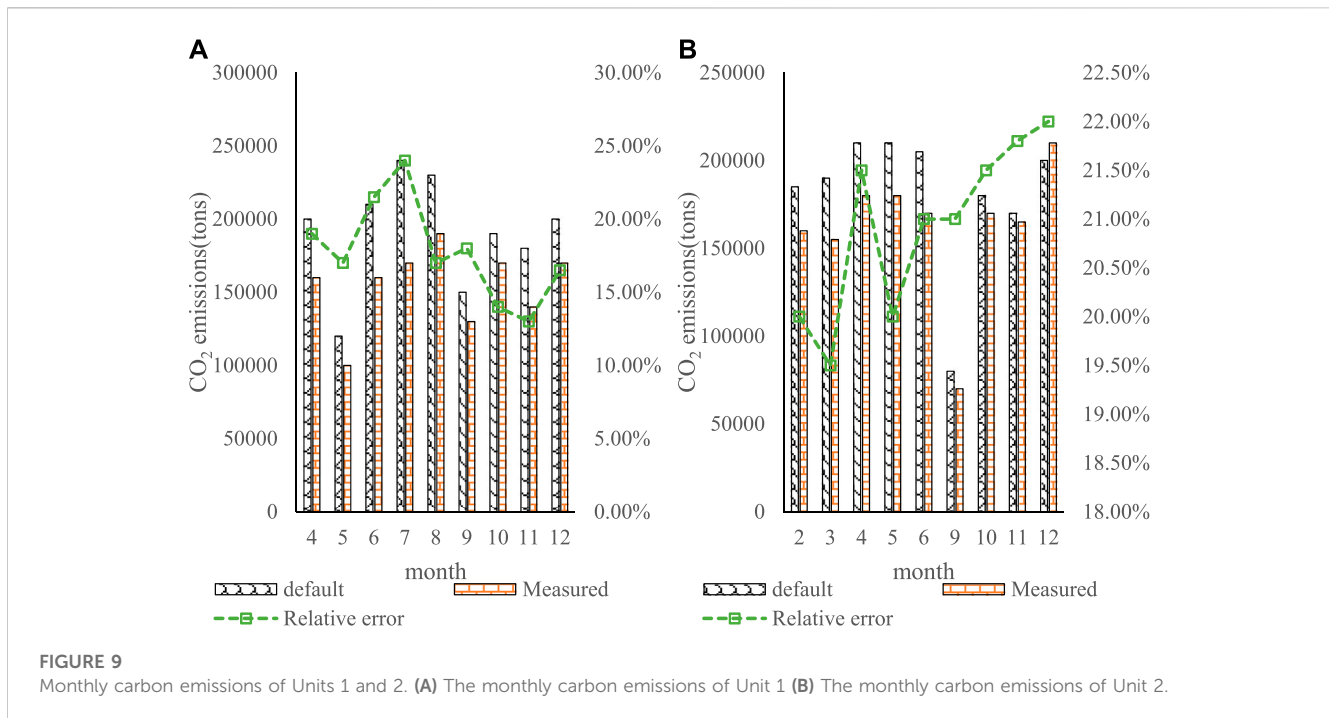 A
B
300000
250000
200000
150000
100000
50000
0
CO2 emissions(tons)
30.00%
25.00%
20.00%
15.00%
10.00%
5.00%
0.00%
4 5 6 7 8 9 10 11 12
month
default
Measured
Relative error
250000
200000
150000
100000
50000
0
CO2 emissions(tons)
22.50%
22.00%
21.50%
21.00%
20.50%
20.00%
19.50%
19.00%
18.50%
18.00%
2 3 4 5 6 9 10 11 12
month
default
Measured
Relative error
FIGURE 9
Monthly carbon emissions of Units 1 and 2. (A) The monthly carbon emissions of Unit 1 (B) The monthly carbon emissions of Unit 2.